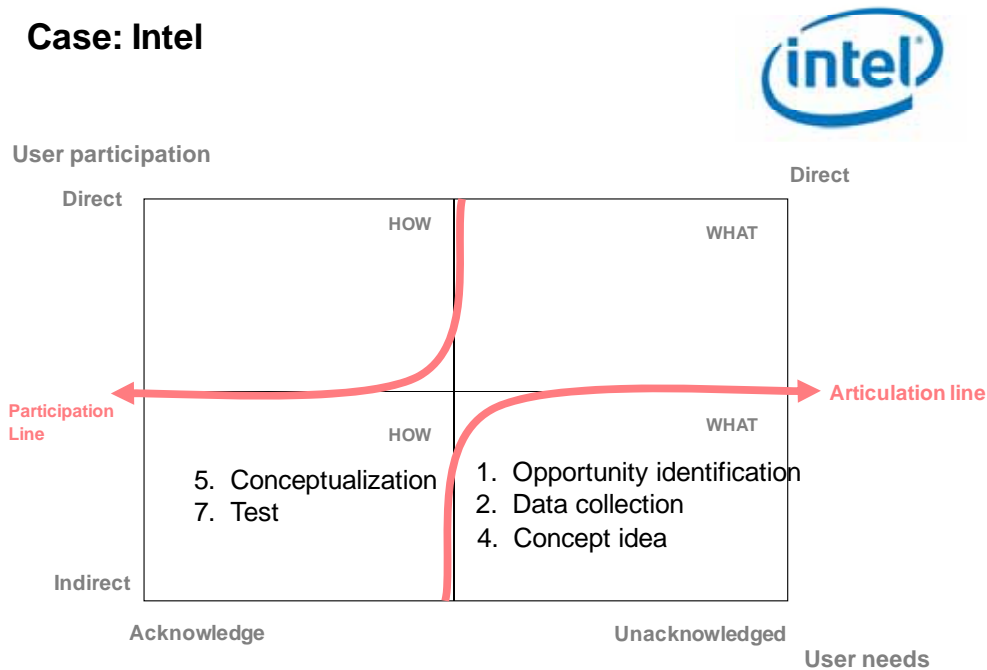 Case: Intel
intel
User participation
Direct
Direct
HOW
WHAT
Participation
Line
Articulation line
HOW
WHAT
5. Conceptualization
7. Test
1. Opportunity identification
2. Data collection
4. Concept idea
Indirect
Acknowledge
Unacknowledged
User needs